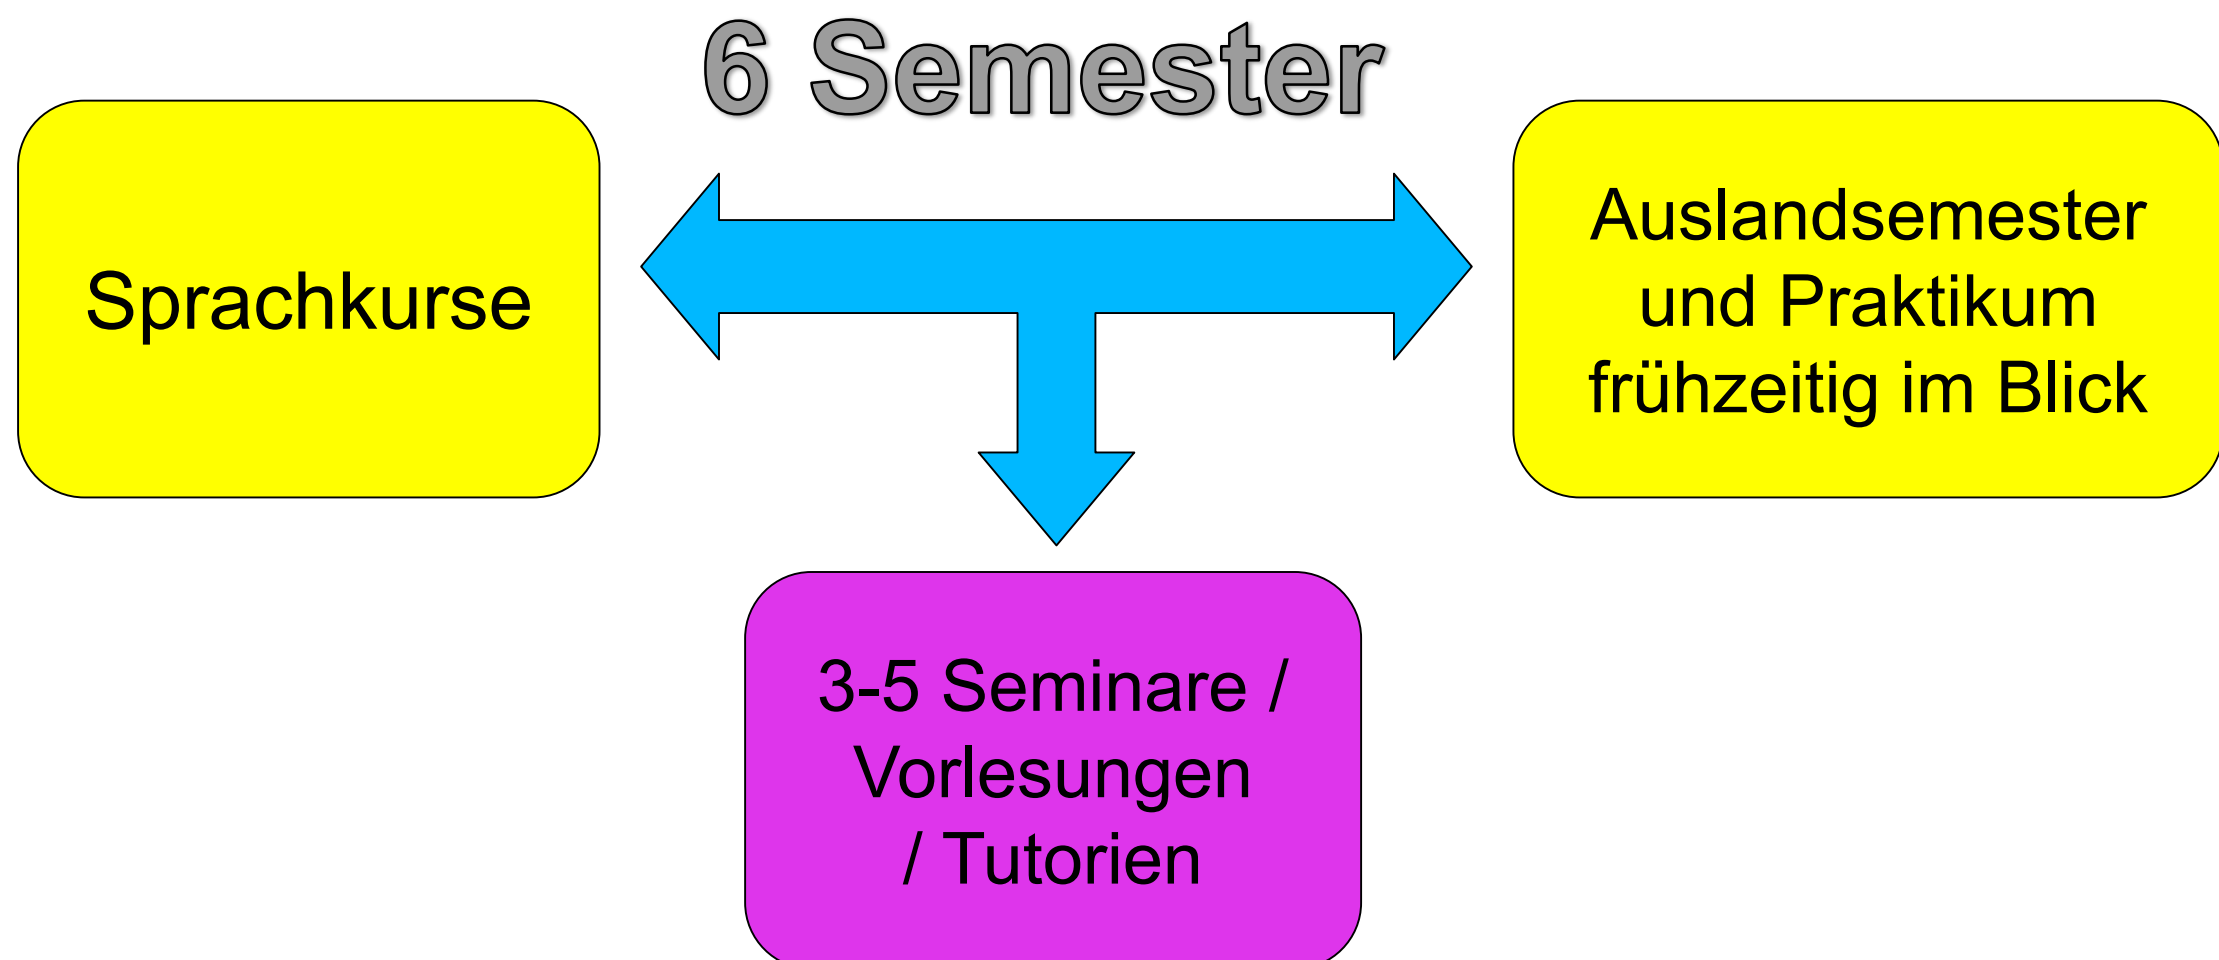 6 Semester
Sprachkurse
Auslandsemester
und Praktikum
frühzeitig im Blick
3-5 Seminare /
Vorlesungen
/ Tutorien